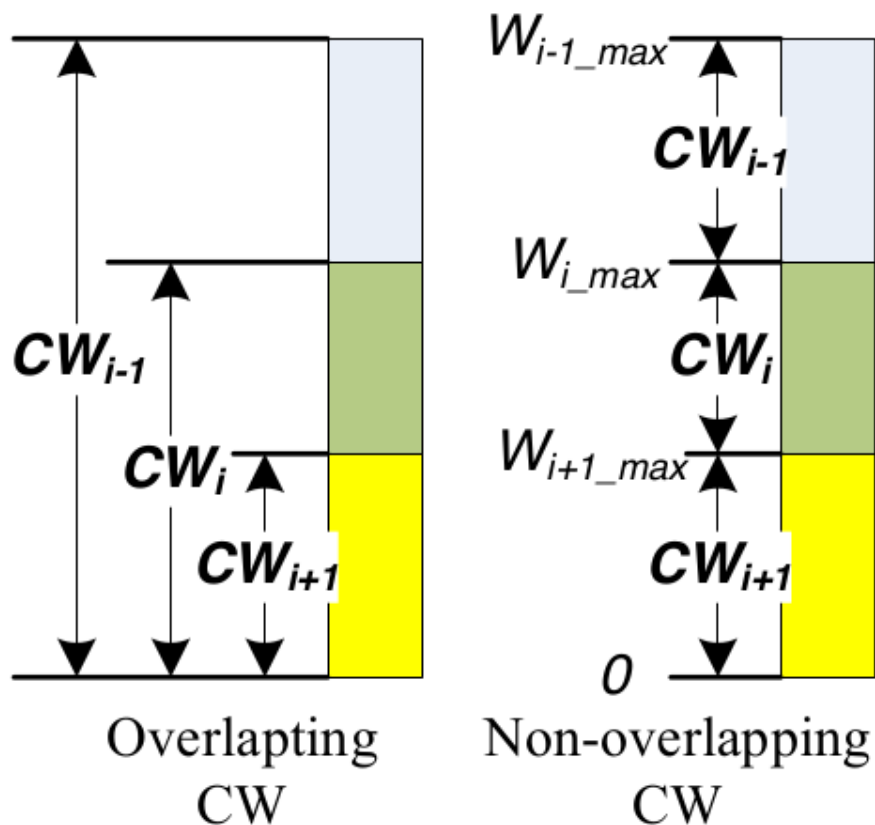 CWi-1
CWi
CWi+1
Overlapting
CW
Wi-1_max
CWi-1
Wi_max
CWi
Wi+1_max
CWi+1
0
Non-overlapping
CW